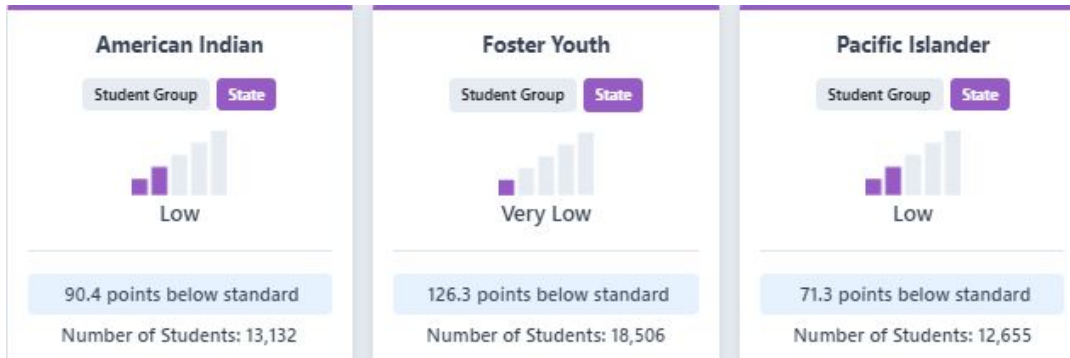 American Indian
Student Group State
Low
90.4 points below standard
Number of Students: 13,132
Foster Youth
Student Group State
Very Low
126.3 points below standard
Number of Students: 18,506
Pacific Islander
Student Group State
Low
71.3 points below standard
Number of Students: 12,655